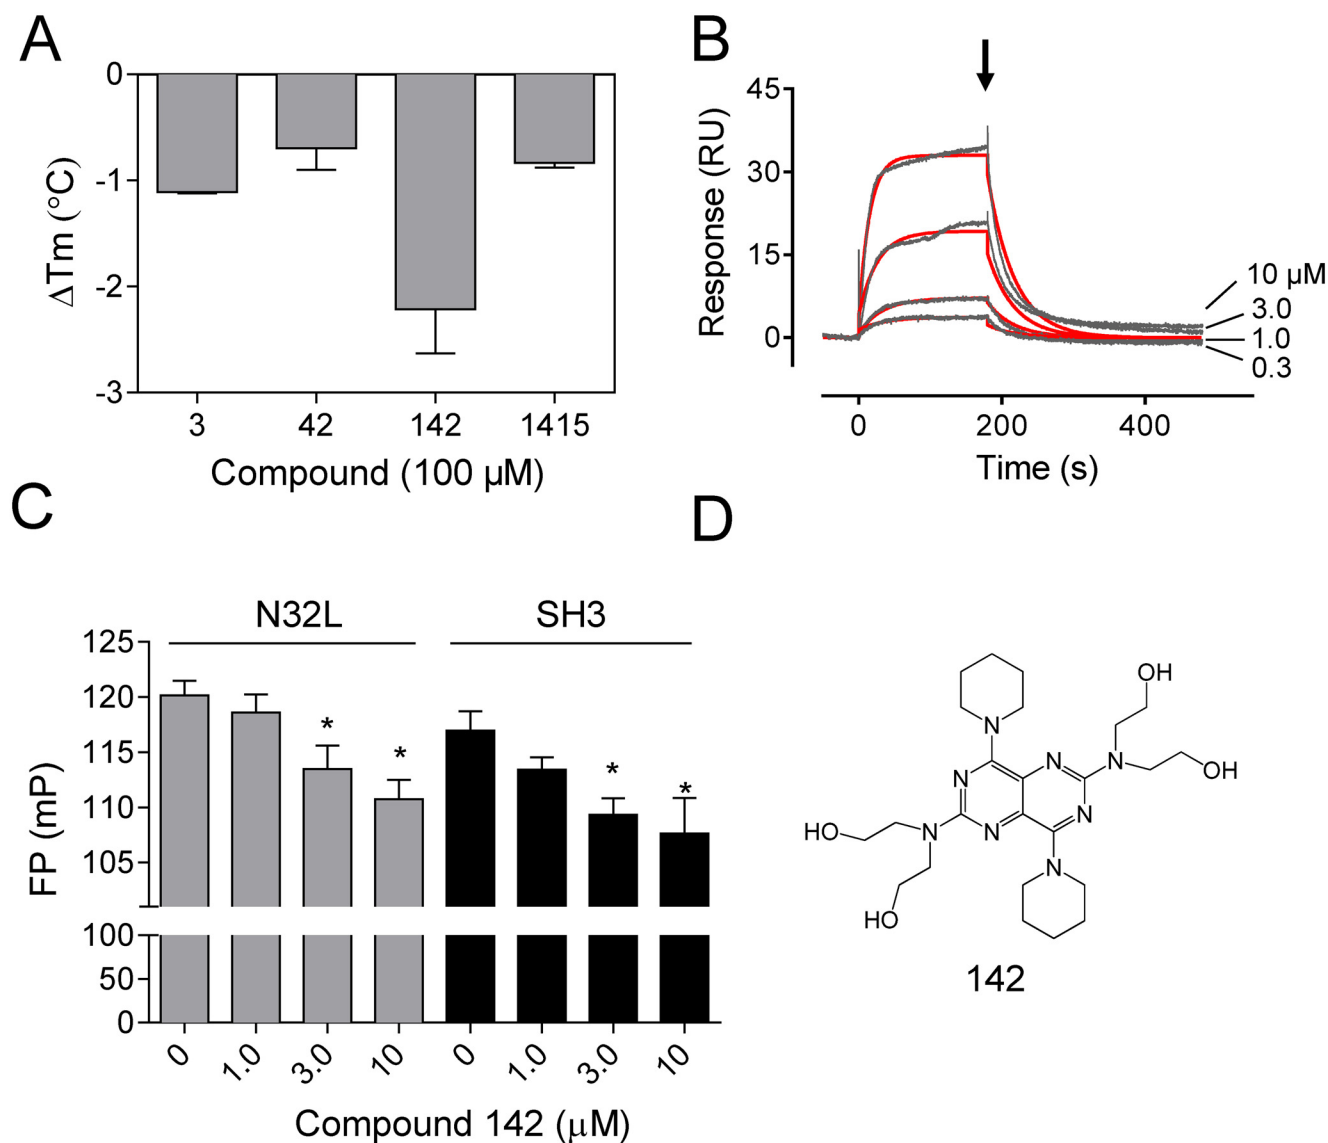 A
0
-1
-2
-3
ΔTm (°C)
3 42 142 1415
Compound (100 µM)
B
45
30
15
0
Response (RU)
10 µM
3.0
1.0
0.3
0 200 400
Time (s)
C
N32L SH3
125
120
115
110
105
100
50
0
FP (mP)
* * * *
0 1.0 3.0 10 0 1.0 3.0 10
Compound 142 (µM)
D
OH
N
N N OH
N N
HO N N
N
HO
142